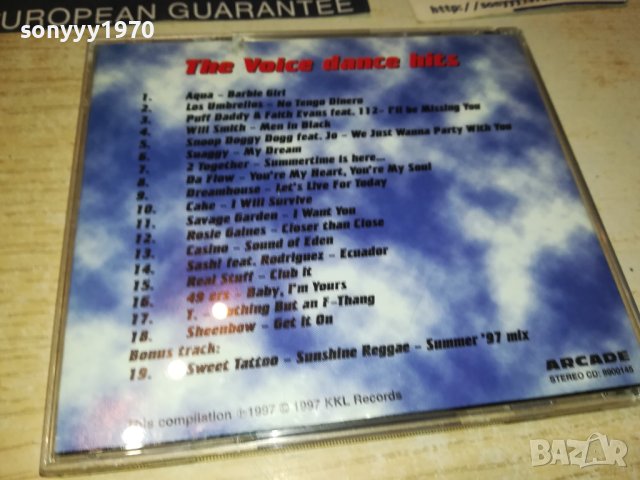 EUROPEAN GUARANTEE
sonyyy1970
http://sonyyy1970
The Voice dance hits
1. Aqua - Barbie Girl
2. Los Umbrellos - No Tengo Dinero
3. Puff Daddy & Faith Evans feat. 112- I'll be Missing You
4. Will Smith - Men in Black
5. Snoop Doggy Dogg feat. Jo - We Just Wanna Party With You
6. Shaggy - My Dream
7. 2 Together - Summertime is here...
8. Da Flow - You're My Heart, You're My Soul
9. Dreamhouse - Let's Live For Today
10. Cake - I Will Survive
11. Savage Garden - I Want You
12. Rosie Gaines - Closer than Close
13. Casino - Sound of Eden
14. Sash! feat. Rodriguez - Ecuador
15. Real Stuff - Club it
16. 49 ers - Baby, I'm Yours
17. T. - Nothing But an F-Thang
18. Sheenbow - Get It On
Bonus track:
19. Sweet Tattoo - Sunshine Reggae - Summer '97 mix
ARCADE
STEREO CD: 8900145
This compilation ℗ 1997 © 1997 KKL Records
BAZAR.bg